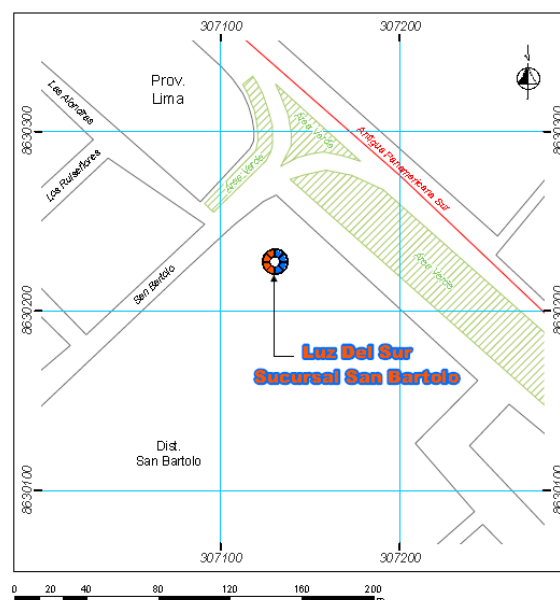 307100
307200
Prov.
Lima
8630300
8630300
Las Alondras
Los Ruiseñores
Area Verde
Area Verde
Antigua Panamericana Sur
Area Verde
San Bartolo
8630200
8630200
Luz Del Sur
Sucursal San Bartolo
Dist.
San Bartolo
8630100
8630100
307100
307200
0 20 40 80 120 160 200
m